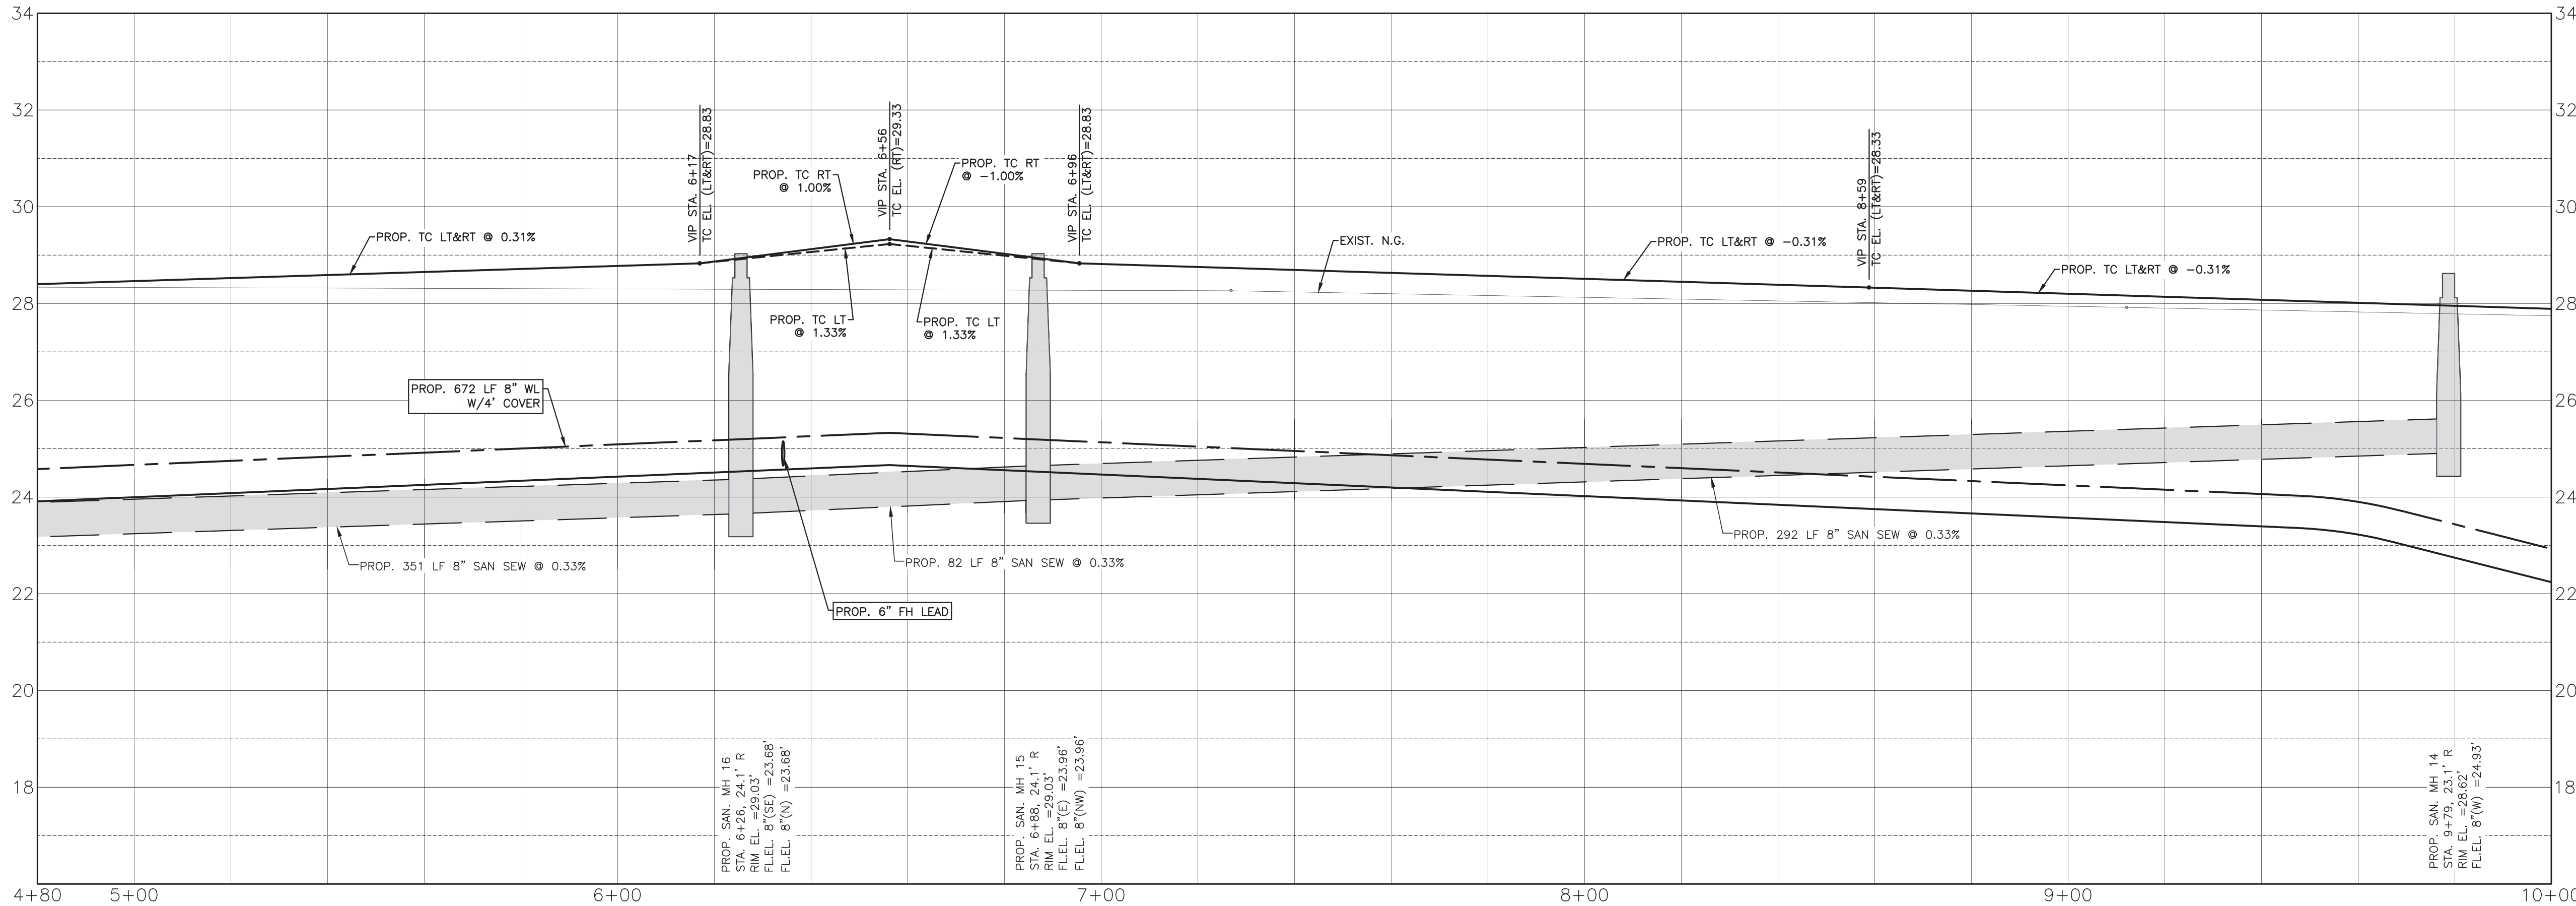 34
34
32
32
30
30
28
28
26
26
24
24
22
22
20
20
18
18
VIP STA. 6+17
TC EL. (LT&RT)=28.83
VIP STA. 6+56
TC EL. (RT)=29.33
VIP STA. 6+96
TC EL. (LT&RT)=28.83
VIP STA. 8+59
TC EL. (LT&RT)=28.33
PROP. TC RT
@ 1.00%
PROP. TC RT
@ -1.00%
PROP. TC LT&RT @ 0.31%
EXIST. N.G.
PROP. TC LT&RT @ -0.31%
PROP. TC LT&RT @ -0.31%
PROP. TC LT
@ 1.33%
PROP. TC LT
@ 1.33%
PROP. 672 LF 8" WL
W/4' COVER
PROP. 351 LF 8" SAN SEW @ 0.33%
PROP. 82 LF 8" SAN SEW @ 0.33%
PROP. 292 LF 8" SAN SEW @ 0.33%
PROP. 6" FH LEAD
PROP. SAN. MH 16
STA. 6+26, 24.1' R
RIM EL. =29.03'
FL.EL. 8"(SE) =23.68'
FL.EL. 8"(N) =23.68'
PROP. SAN. MH 15
STA. 6+88, 24.1' R
RIM EL. =29.03'
FL.EL. 8"(E) =23.96'
FL.EL. 8"(NW) =23.96'
PROP. SAN. MH 14
STA. 9+79, 23.1' R
RIM EL. =28.62'
FL.EL. 8"(W) =24.93'
4+80
5+00
6+00
7+00
8+00
9+00
10+00